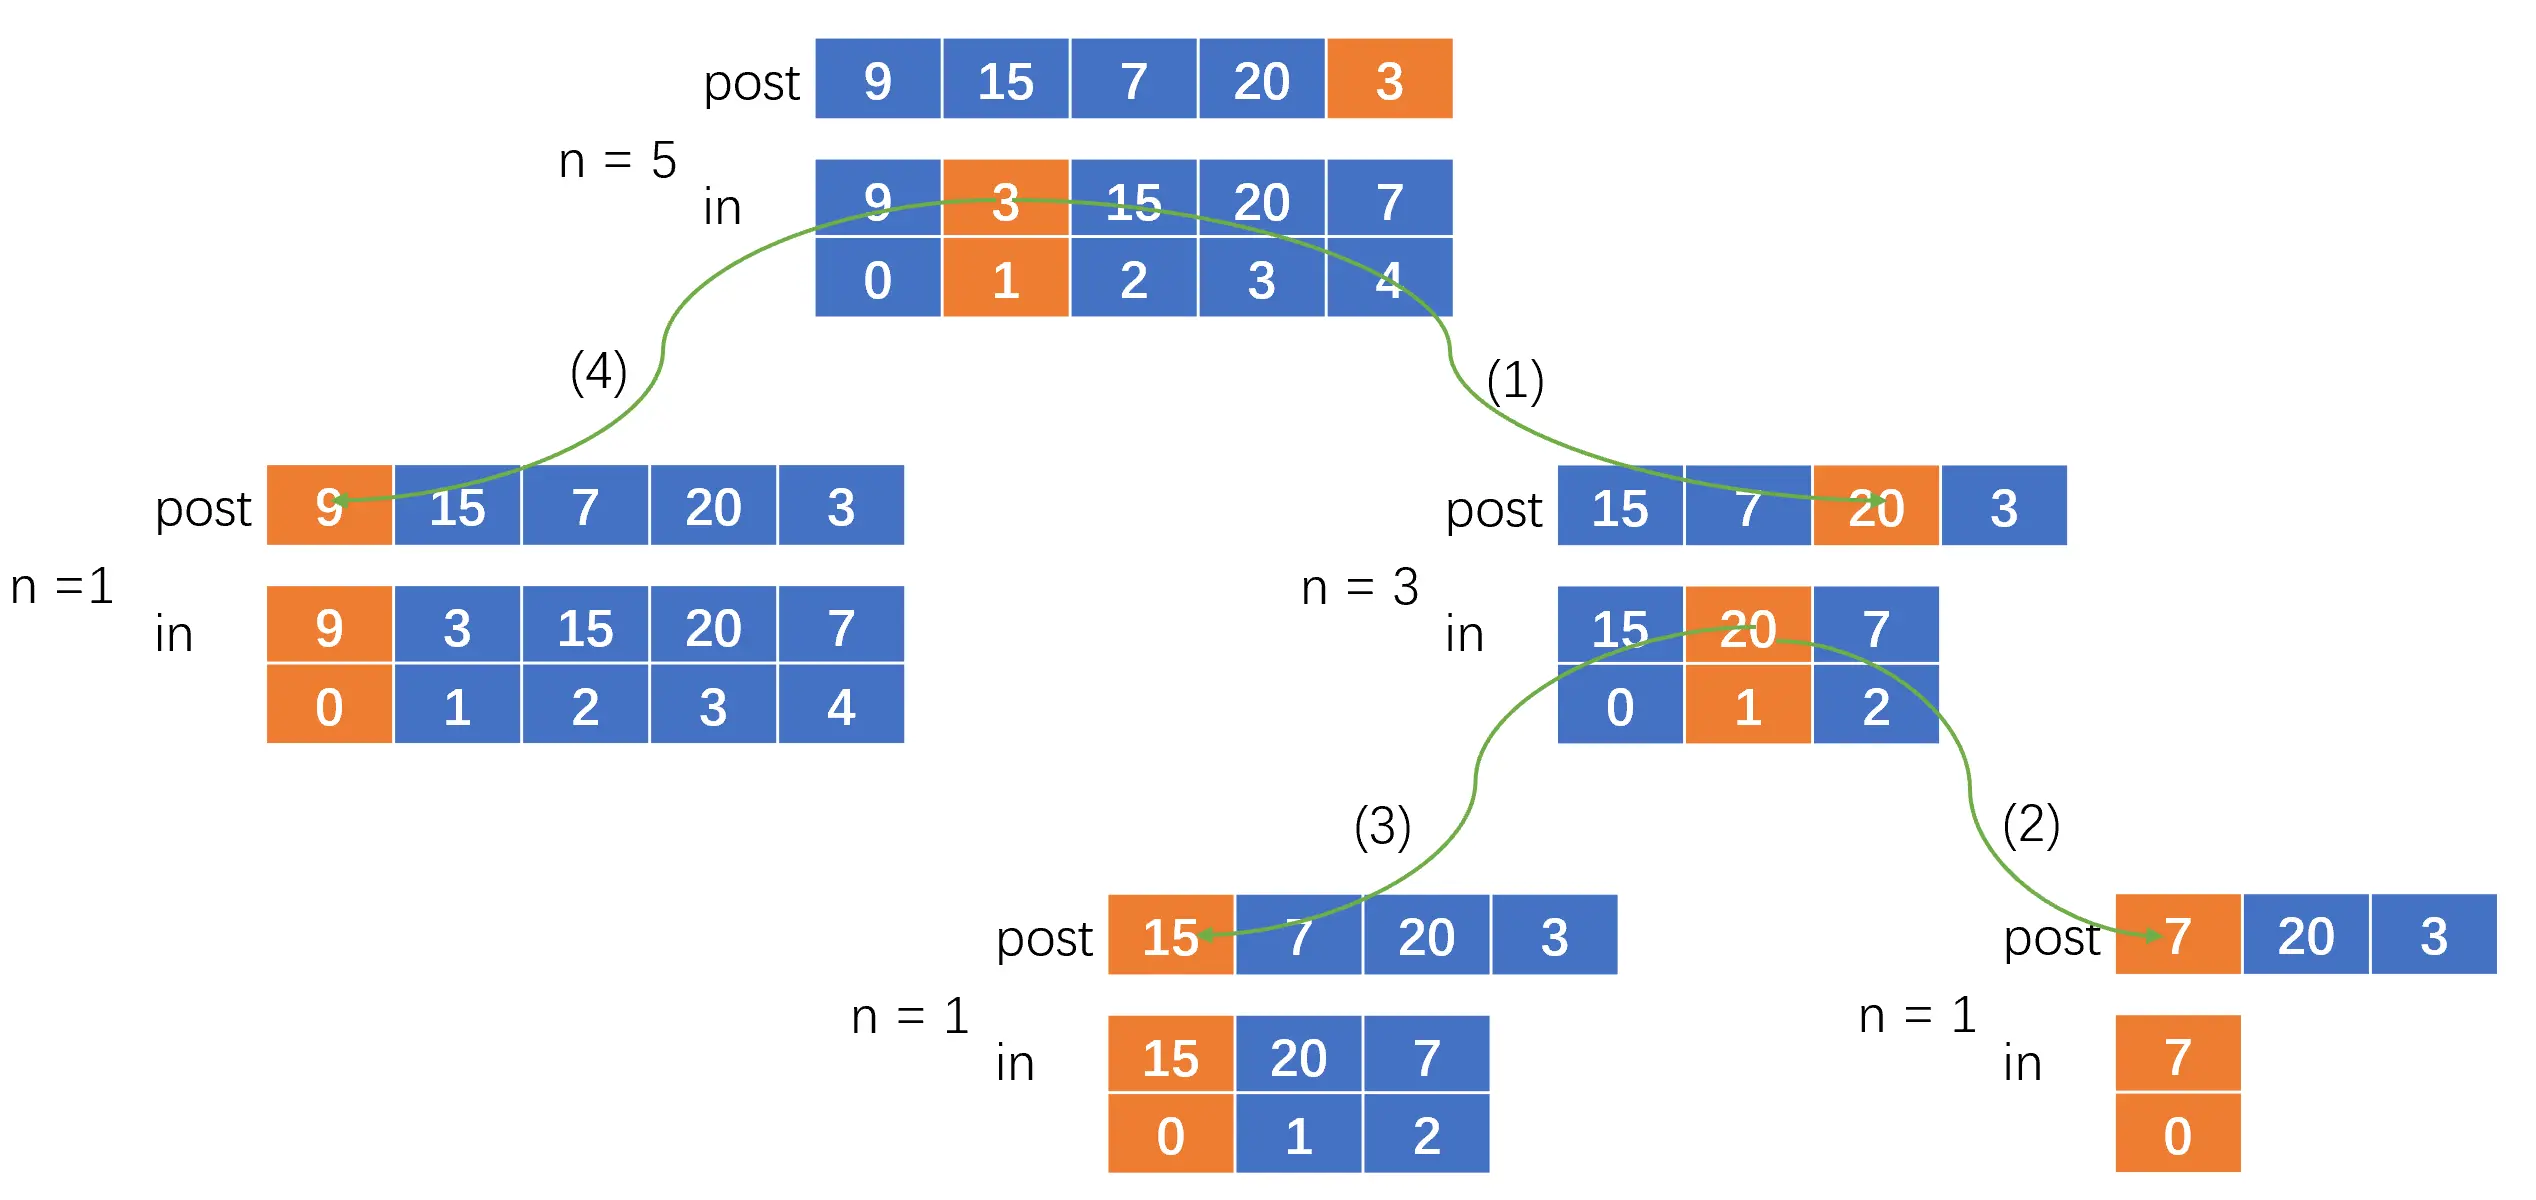 post 9 15 7 20 3
n = 5
in 9 3 15 20 7
0 1 2 3 4
(4)
(1)
post 9 15 7 20 3
n =1
in 9 3 15 20 7
0 1 2 3 4
post 15 7 20 3
n = 3
in 15 20 7
0 1 2
(3)
(2)
post 15 7 20 3
n = 1
in 15 20 7
0 1 2
post 7 20 3
n = 1
in 7
0